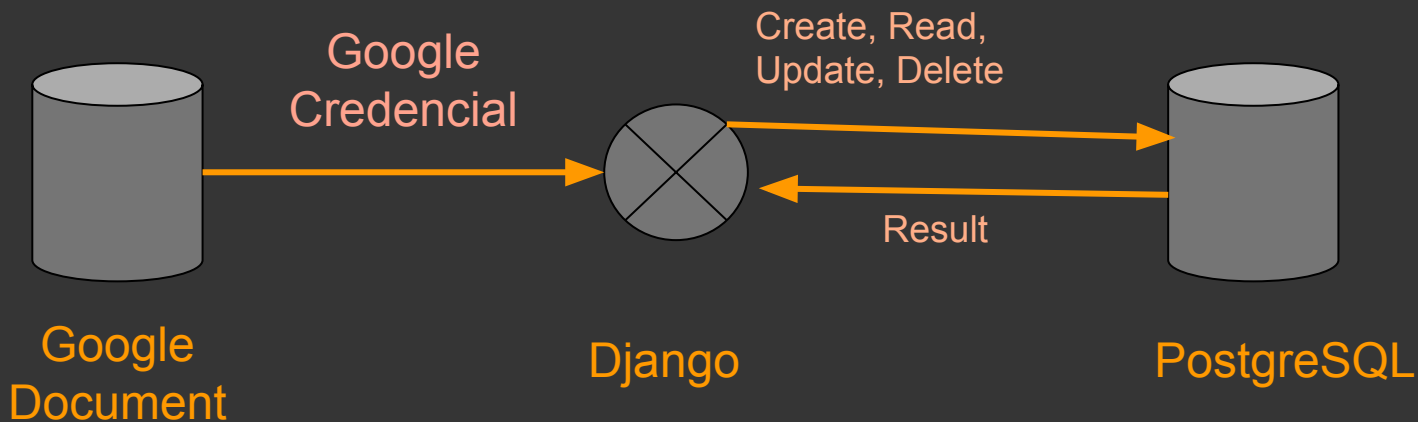 Google
Credencial
Create, Read,
Update, Delete
Result
Google
Document
Django
PostgreSQL